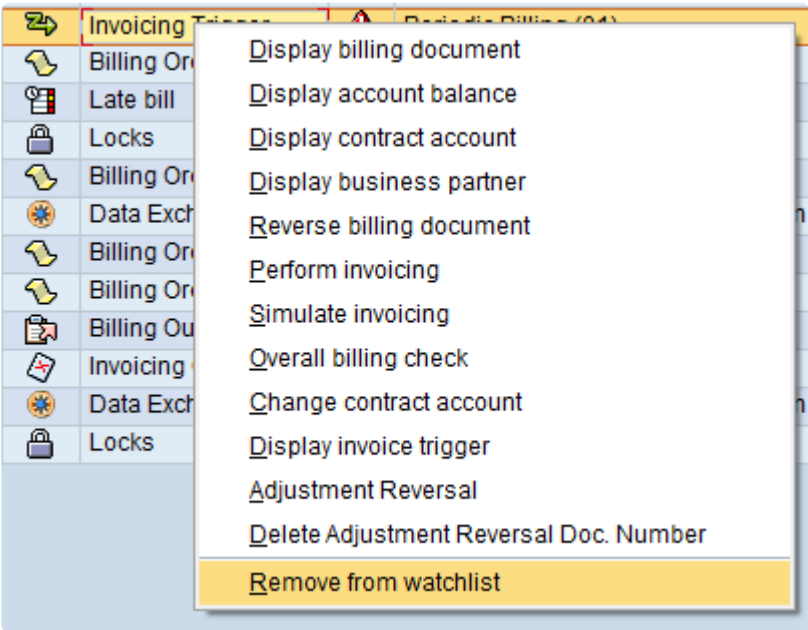 Invoicing Trigger Periodic Billing (01)
Display billing document
Billing Or
Display account balance
Late bill
Display contract account
Locks
Display business partner
Billing Or
Reverse billing document
Data Exch
Perform invoicing
Billing Or
Simulate invoicing
Billing Or
Overall billing check
Billing Ou
Invoicing
Change contract account
Data Exch
Display invoice trigger
Locks
Adjustment Reversal
Delete Adjustment Reversal Doc. Number
Remove from watchlist